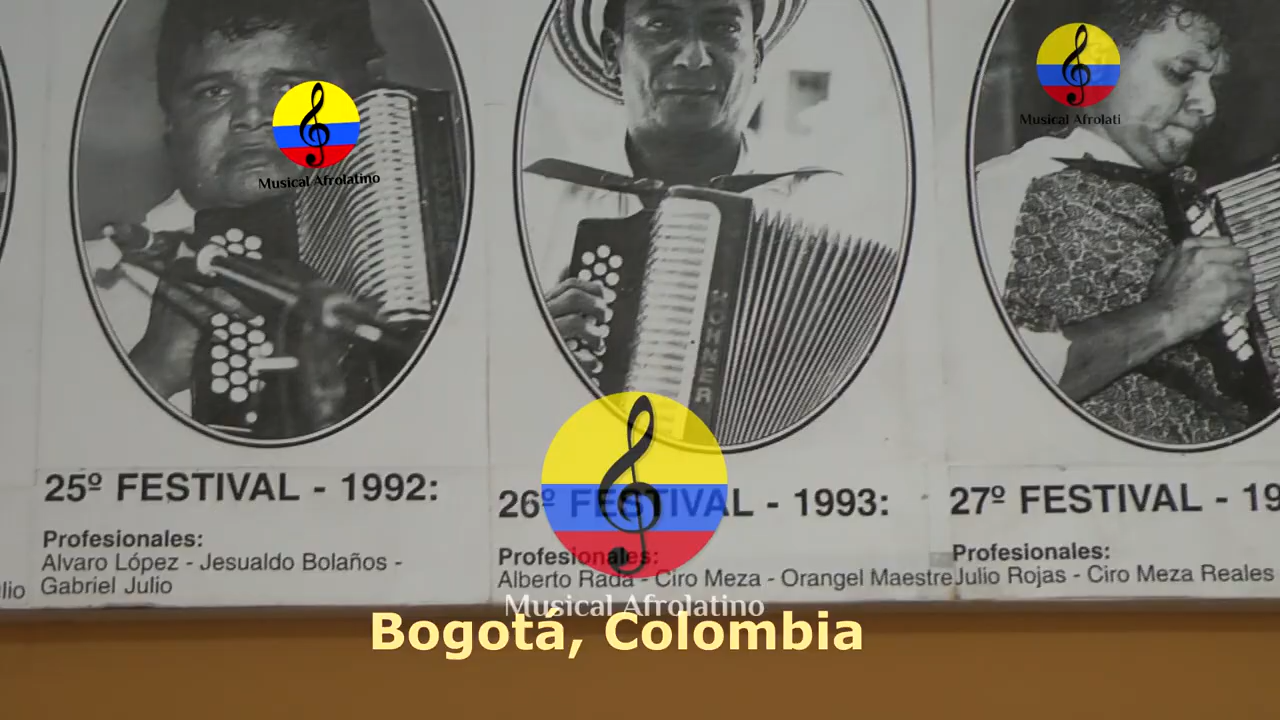 Musical Afrolatino
Musical Afrolati
HOHNER
25º FESTIVAL - 1992:
Profesionales:
Alvaro López - Jesualdo Bolaños -
Gabriel Julio
26º FESTIVAL - 1993:
Profesionales:
Alberto Rada - Ciro Meza - Orangel Maestre
27º FESTIVAL - 19
Profesionales:
Julio Rojas - Ciro Meza Reales
lio
Musical Afrolatino
Bogotá, Colombia